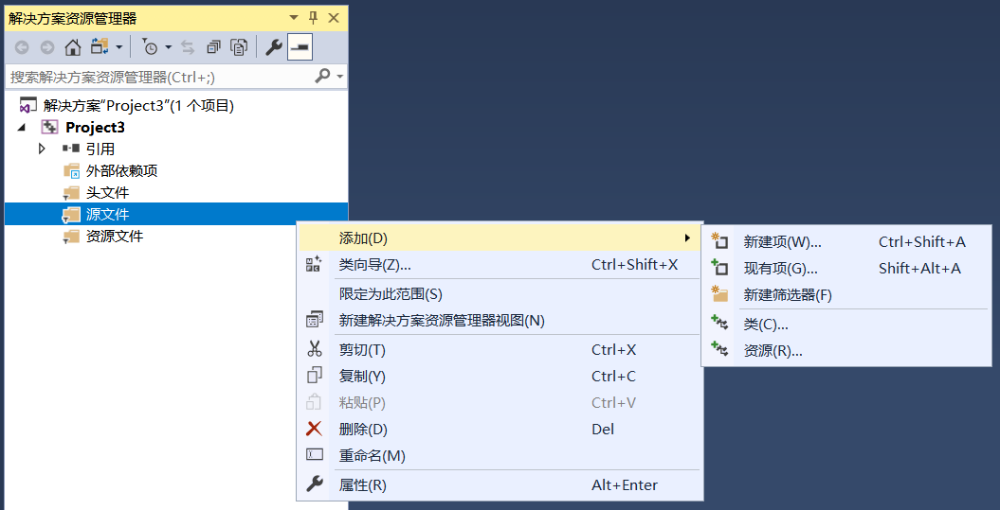 解决方案资源管理器
搜索解决方案资源管理器(Ctrl+;)
解决方案"Project3"(1 个项目)
Project3
引用
外部依赖项
头文件
源文件
资源文件
添加(D)
类向导(Z)... Ctrl+Shift+X
限定为此范围(S)
新建解决方案资源管理器视图(N)
剪切(T) Ctrl+X
复制(Y) Ctrl+C
粘贴(P) Ctrl+V
删除(D) Del
重命名(M)
属性(R) Alt+Enter
新建项(W)... Ctrl+Shift+A
现有项(G)... Shift+Alt+A
新建筛选器(F)
类(C)...
资源(R)...